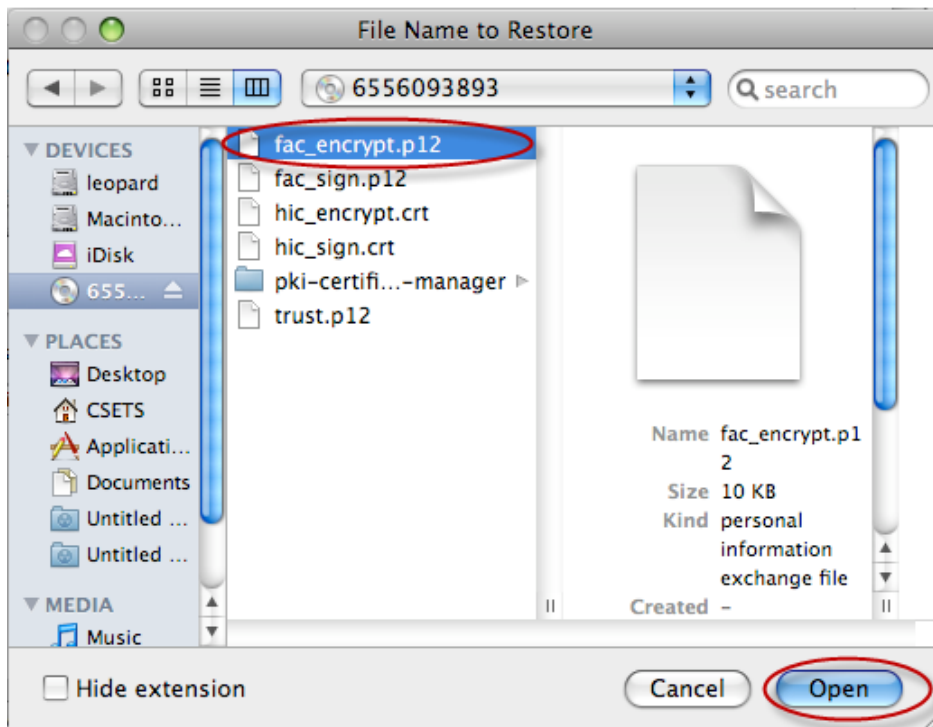 File Name to Restore
6556093893
search
DEVICES
leopard
Macinto...
iDisk
655...
PLACES
Desktop
CSETS
Applicati...
Documents
Untitled ...
Untitled ...
MEDIA
Music
fac_encrypt.p12
fac_sign.p12
hic_encrypt.crt
hic_sign.crt
pki-certifi...-manager
trust.p12
Name fac_encrypt.p1
2
Size 10 KB
Kind personal
information
exchange file
Created –
Hide extension
Cancel
Open